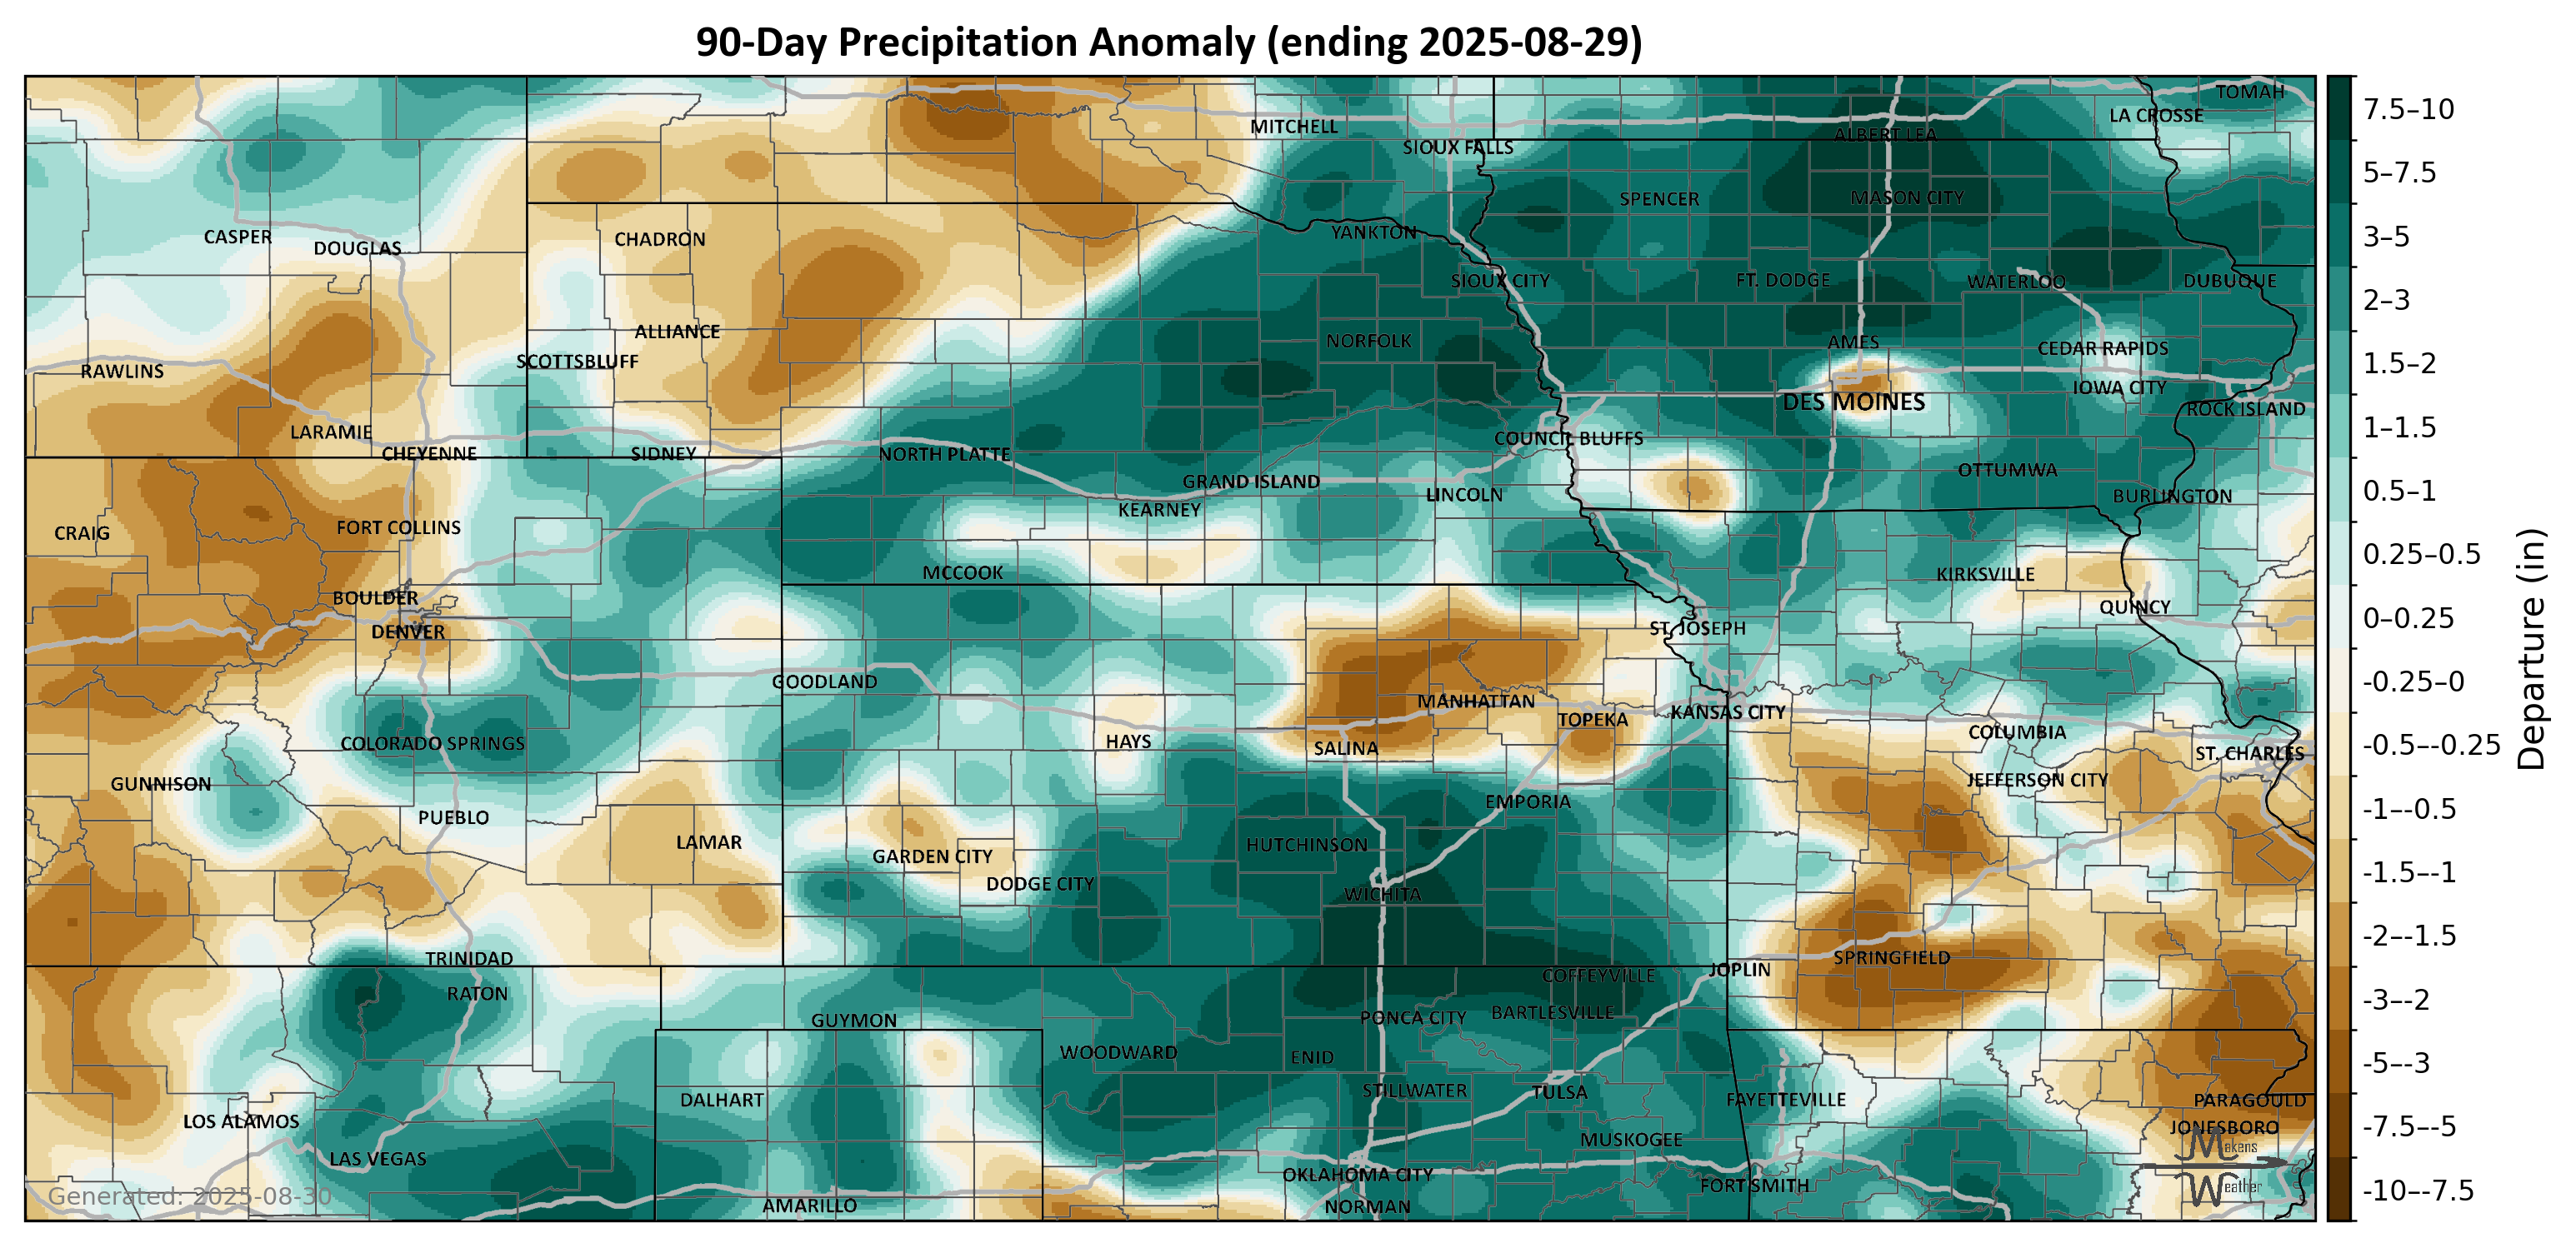 90-Day Precipitation Anomaly (ending 2025-08-29)
TOMAH
LA CROSSE
MITCHELL
ALBERT LEA
SIOUX FALLS
SPENCER
MASON CITY
YANKTON
CASPER
DOUGLAS
CHADRON
SIOUX CITY
FT. DODGE
WATERLOO
DUBUQUE
ALLIANCE
NORFOLK
AMES
CEDAR RAPIDS
SCOTTSBLUFF
RAWLINS
IOWA CITY
DES MOINES
ROCK ISLAND
LARAMIE
COUNCIL BLUFFS
CHEYENNE
SIDNEY
NORTH PLATTE
OTTUMWA
GRAND ISLAND
LINCOLN
BURLINGTON
KEARNEY
CRAIG
FORT COLLINS
MCCOOK
KIRKSVILLE
BOULDER
QUINCY
DENVER
ST. JOSEPH
GOODLAND
MANHATTAN
TOPEKA
KANSAS CITY
COLUMBIA
COLORADO SPRINGS
HAYS
SALINA
ST. CHARLES
GUNNISON
JEFFERSON CITY
EMPORIA
PUEBLO
LAMAR
HUTCHINSON
GARDEN CITY
DODGE CITY
WICHITA
TRINIDAD
SPRINGFIELD
JOPLIN
COFFEYVILLE
RATON
BARTLESVILLE
GUYMON
PONCA CITY
WOODWARD
ENID
STILLWATER
TULSA
DALHART
FAYETTEVILLE
PARAGOULD
LOS ALAMOS
JONESBORO
MUSKOGEE
LAS VEGAS
OKLAHOMA CITY
FORT SMITH
AMARILLO
NORMAN
Generated: 2025-08-30
Makens
Weather
7.5–10
5–7.5
3–5
2–3
1.5–2
1–1.5
0.5–1
0.25–0.5
0–0.25
-0.25–0
-0.5–-0.25
-1–-0.5
-1.5–-1
-2–-1.5
-3–-2
-5–-3
-7.5–-5
-10–-7.5
Departure (in)